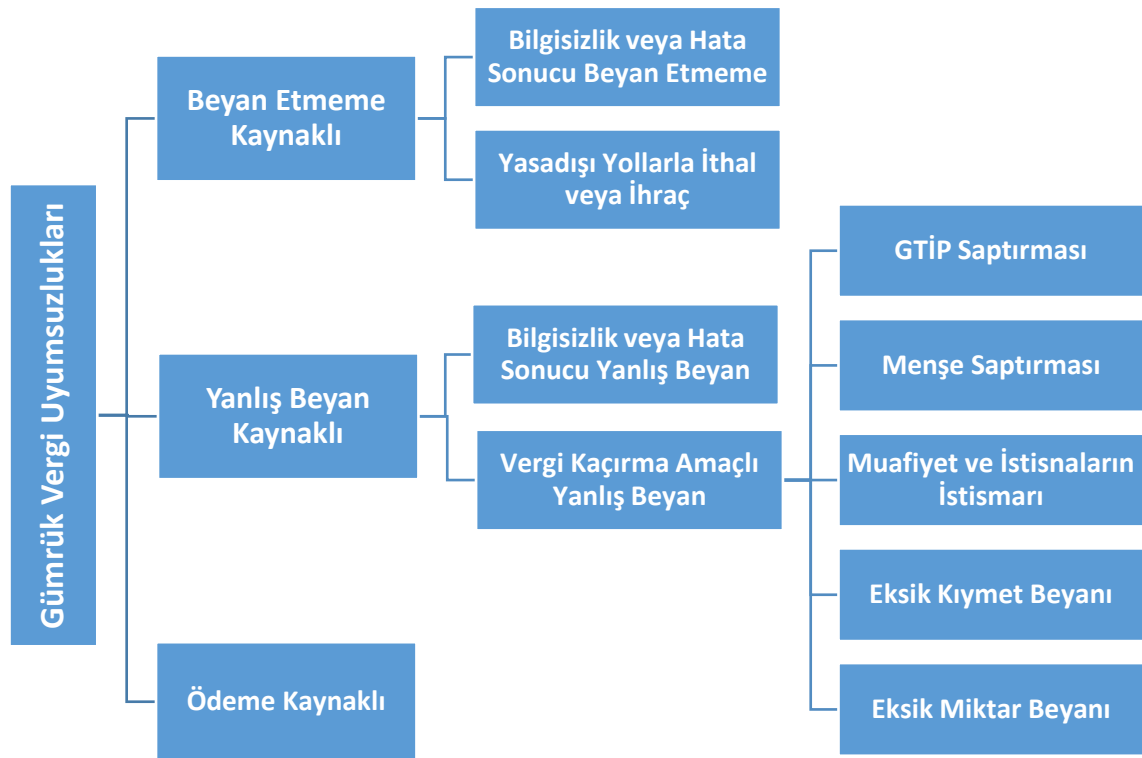 Gümrük Vergi Uyumsuzlukları
Beyan Etmeme
Kaynaklı
Bilgisizlik veya Hata
Sonucu Beyan Etmeme
Yasadışı Yollarla İthal
veya İhraç
Yanlış Beyan
Kaynaklı
Bilgisizlik veya Hata
Sonucu Yanlış Beyan
Vergi Kaçırma Amaçlı
Yanlış Beyan
GTİP Saptırması
Menşe Saptırması
Muafiyet ve İstisnaların
İstismarı
Eksik Kıymet Beyanı
Eksik Miktar Beyanı
Ödeme Kaynaklı